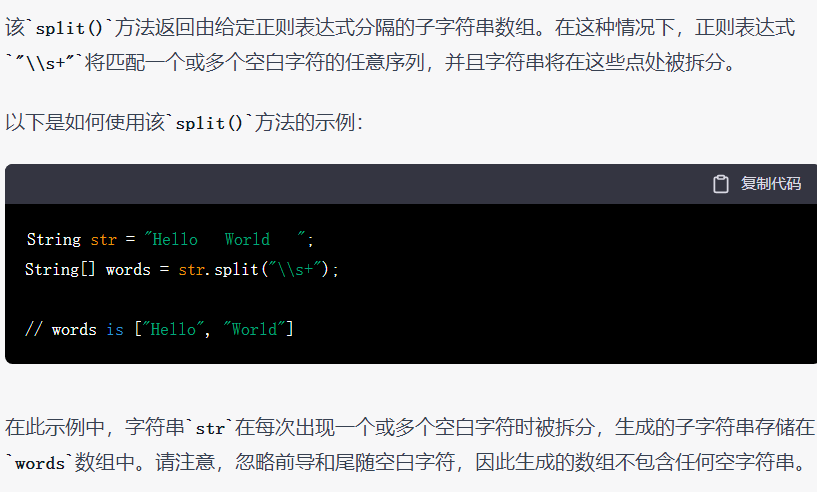 该`split()`方法返回由给定正则表达式分隔的子字符串数组。在这种情况下，正则表达式
`"\\s+"`将匹配一个或多个空白字符的任意序列，并且字符串将在这些点处被拆分。
以下是如何使用该`split()`方法的示例：
复制代码
String str = "Hello   World   ";
String[] words = str.split("\\s+");
// words is ["Hello", "World"]
在此示例中，字符串`str`在每次出现一个或多个空白字符时被拆分，生成的子字符串存储在
`words`数组中。请注意，忽略前导和尾随空白字符，因此生成的数组不包含任何空字符串。